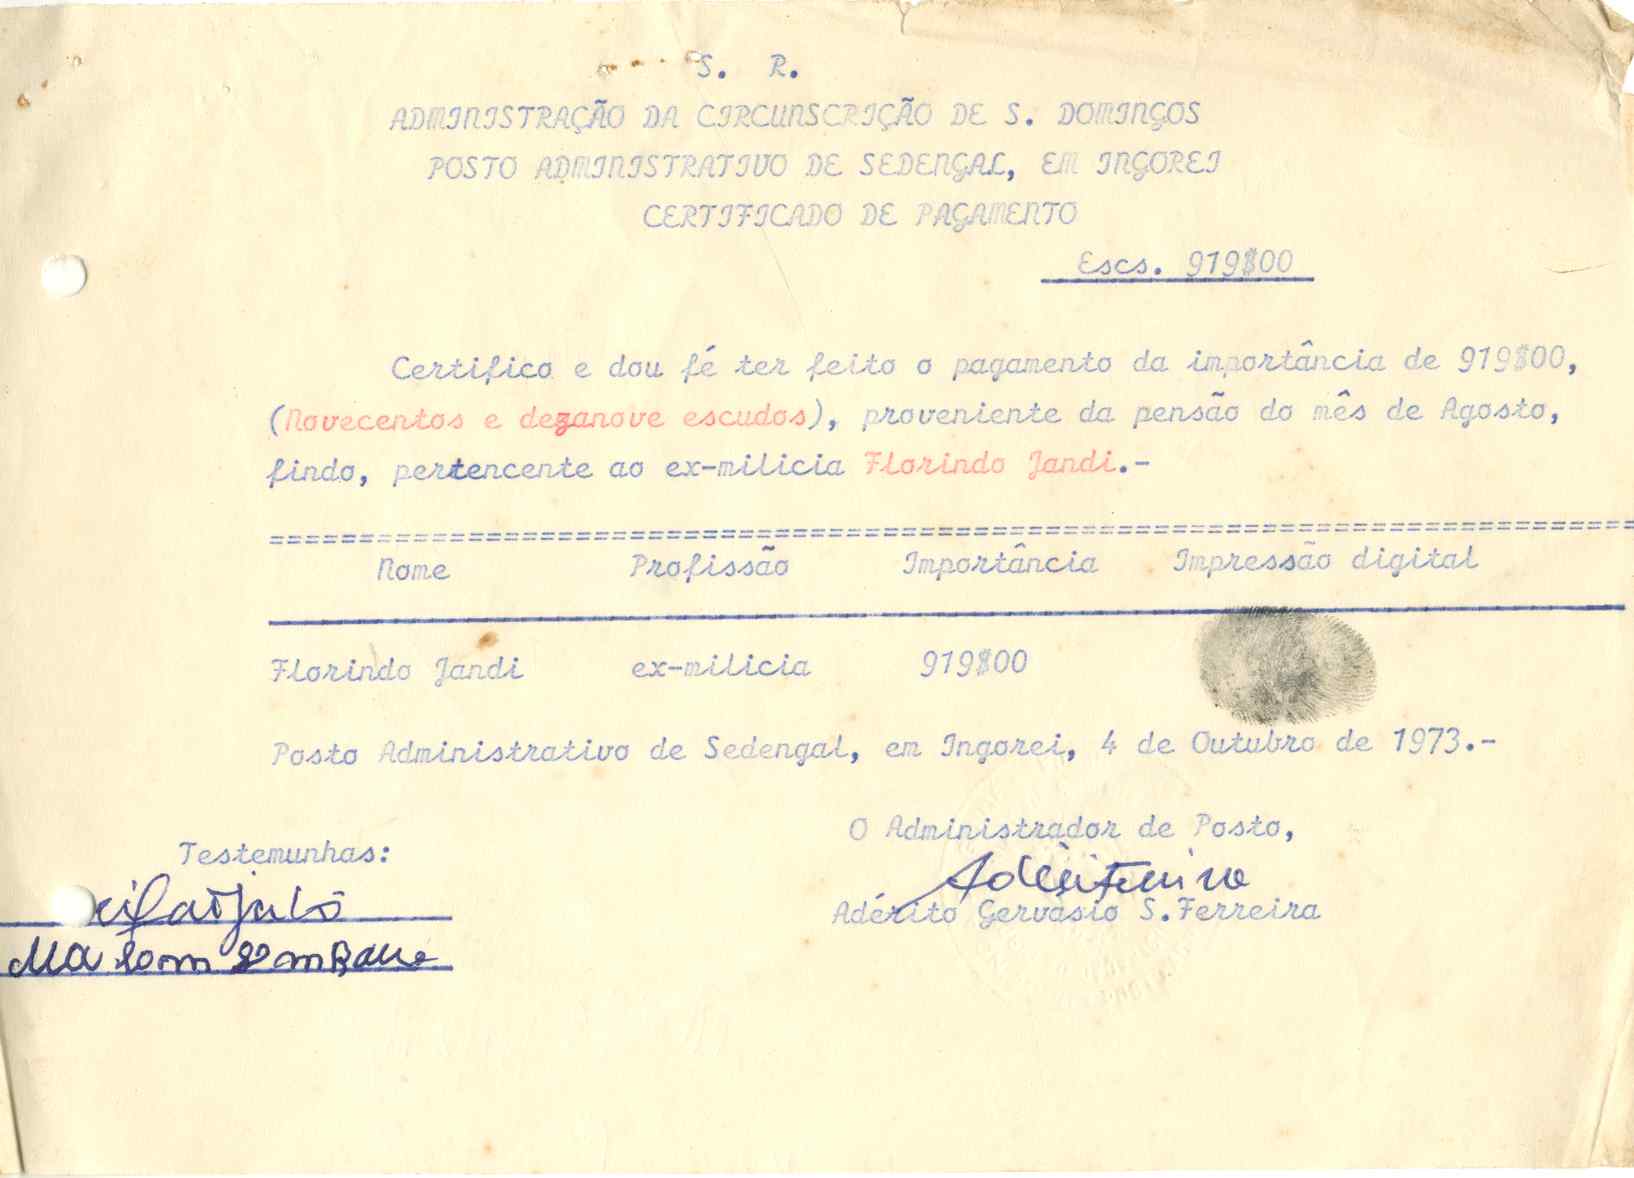 S. R.
ADMINISTRAÇÃO DA CIRCUNSCRIÇÃO DE S. DOMINGOS
POSTO ADMINISTRATIVO DE SEDENGAL, EM INGOREI
CERTIFICADO DE PAGAMENTO
Escs. 919$00
Certifico e dou fé ter feito o pagamento da importância de 919$00,
(Novecentos e dezanove escudos), proveniente da pensão do mês de Agosto,
findo, pertencente ao ex-milicia Florindo Jandi.-
Nome Profissão Importância Impressão digital
Florindo Jandi ex-milicia 919$00
Posto Administrativo de Sedengal, em Ingorei, 4 de Outubro de 1973.-
O Administrador de Posto,
Adérito Gervásio S.Ferreira
Testemunhas: